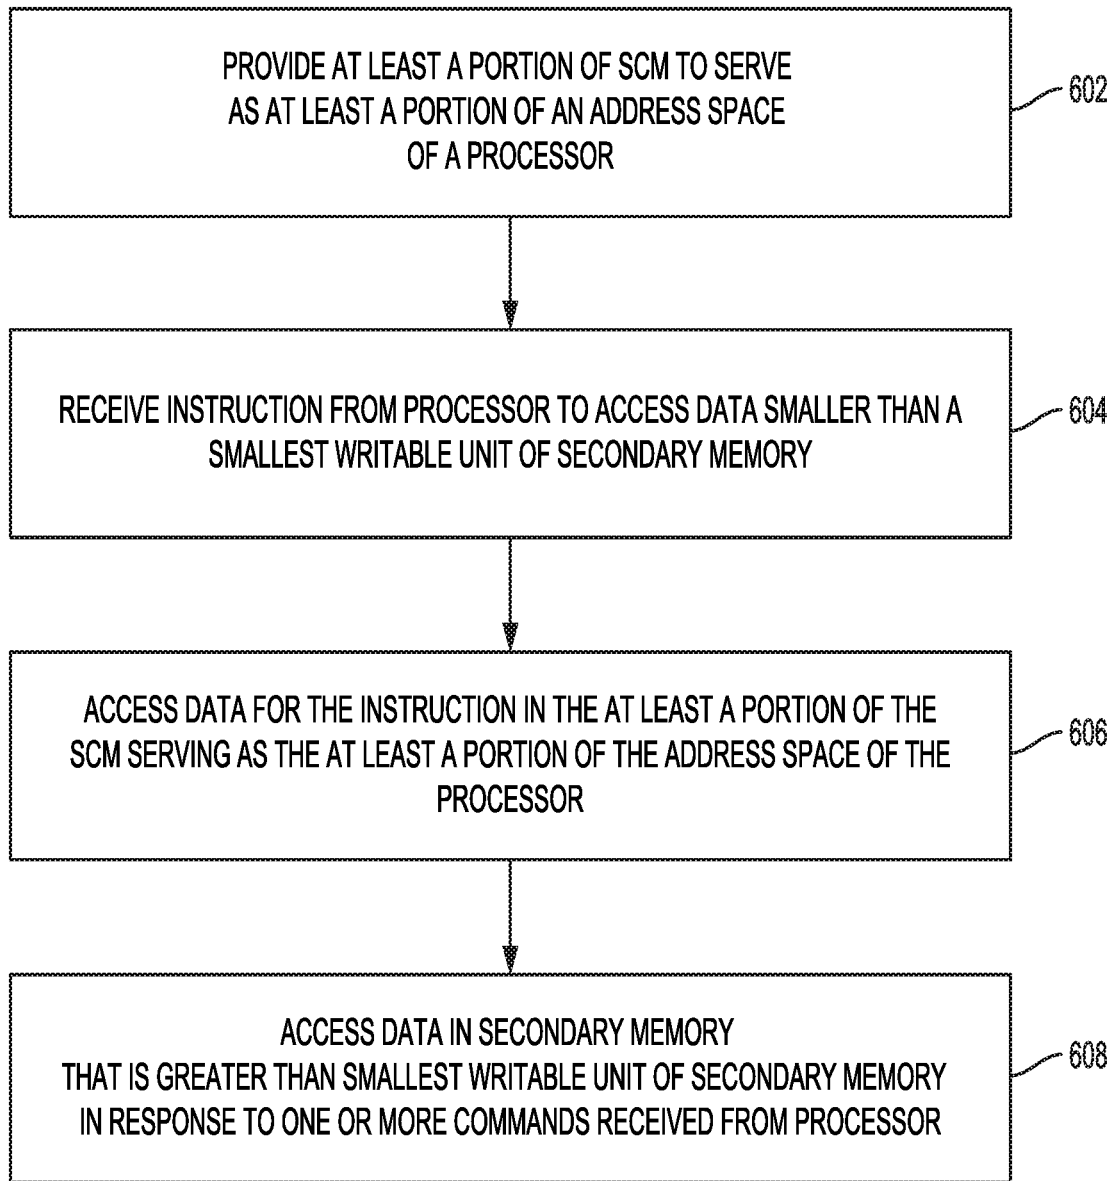 PROVIDE AT LEAST A PORTION OF SCM TO SERVE
AS AT LEAST A PORTION OF AN ADDRESS SPACE
OF A PROCESSOR
602
RECEIVE INSTRUCTION FROM PROCESSOR TO ACCESS DATA SMALLER THAN A
SMALLEST WRITABLE UNIT OF SECONDARY MEMORY
604
ACCESS DATA FOR THE INSTRUCTION IN THE AT LEAST A PORTION OF THE
SCM SERVING AS THE AT LEAST A PORTION OF THE ADDRESS SPACE OF THE
PROCESSOR
606
ACCESS DATA IN SECONDARY MEMORY
THAT IS GREATER THAN SMALLEST WRITABLE UNIT OF SECONDARY MEMORY
IN RESPONSE TO ONE OR MORE COMMANDS RECEIVED FROM PROCESSOR
608